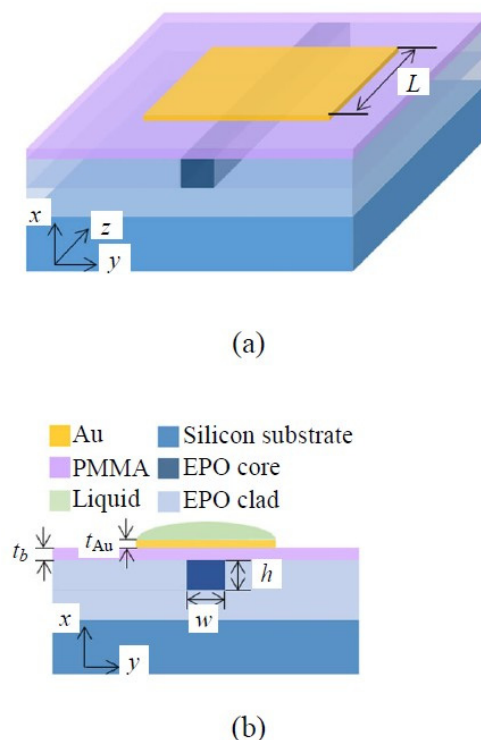 L
x
z
y
(a)
Au Silicon substrate
PMMA EPO core
Liquid EPO clad
t_Au
t_b
h
w
x
y
(b)